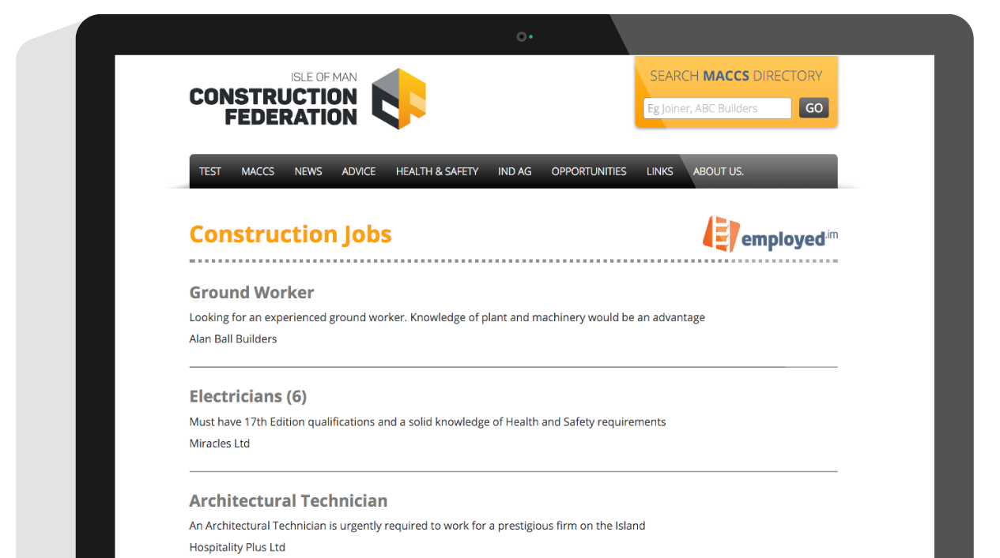 ISLE OF MAN
CONSTRUCTION
FEDERATION
SEARCH MACCS DIRECTORY
Eg Joiner, ABC Builders
GO
TEST MACCS NEWS ADVICE HEALTH & SAFETY IND AG OPPORTUNITIES LINKS ABOUT US.
Construction Jobs
employed.im
Ground Worker
Looking for an experienced ground worker. Knowledge of plant and machinery would be an advantage
Alan Ball Builders
Electricians (6)
Must have 17th Edition qualifications and a solid knowledge of Health and Safety requirements
Miracles Ltd
Architectural Technician
An Architectural Technician is urgently required to work for a prestigious firm on the Island
Hospitality Plus Ltd